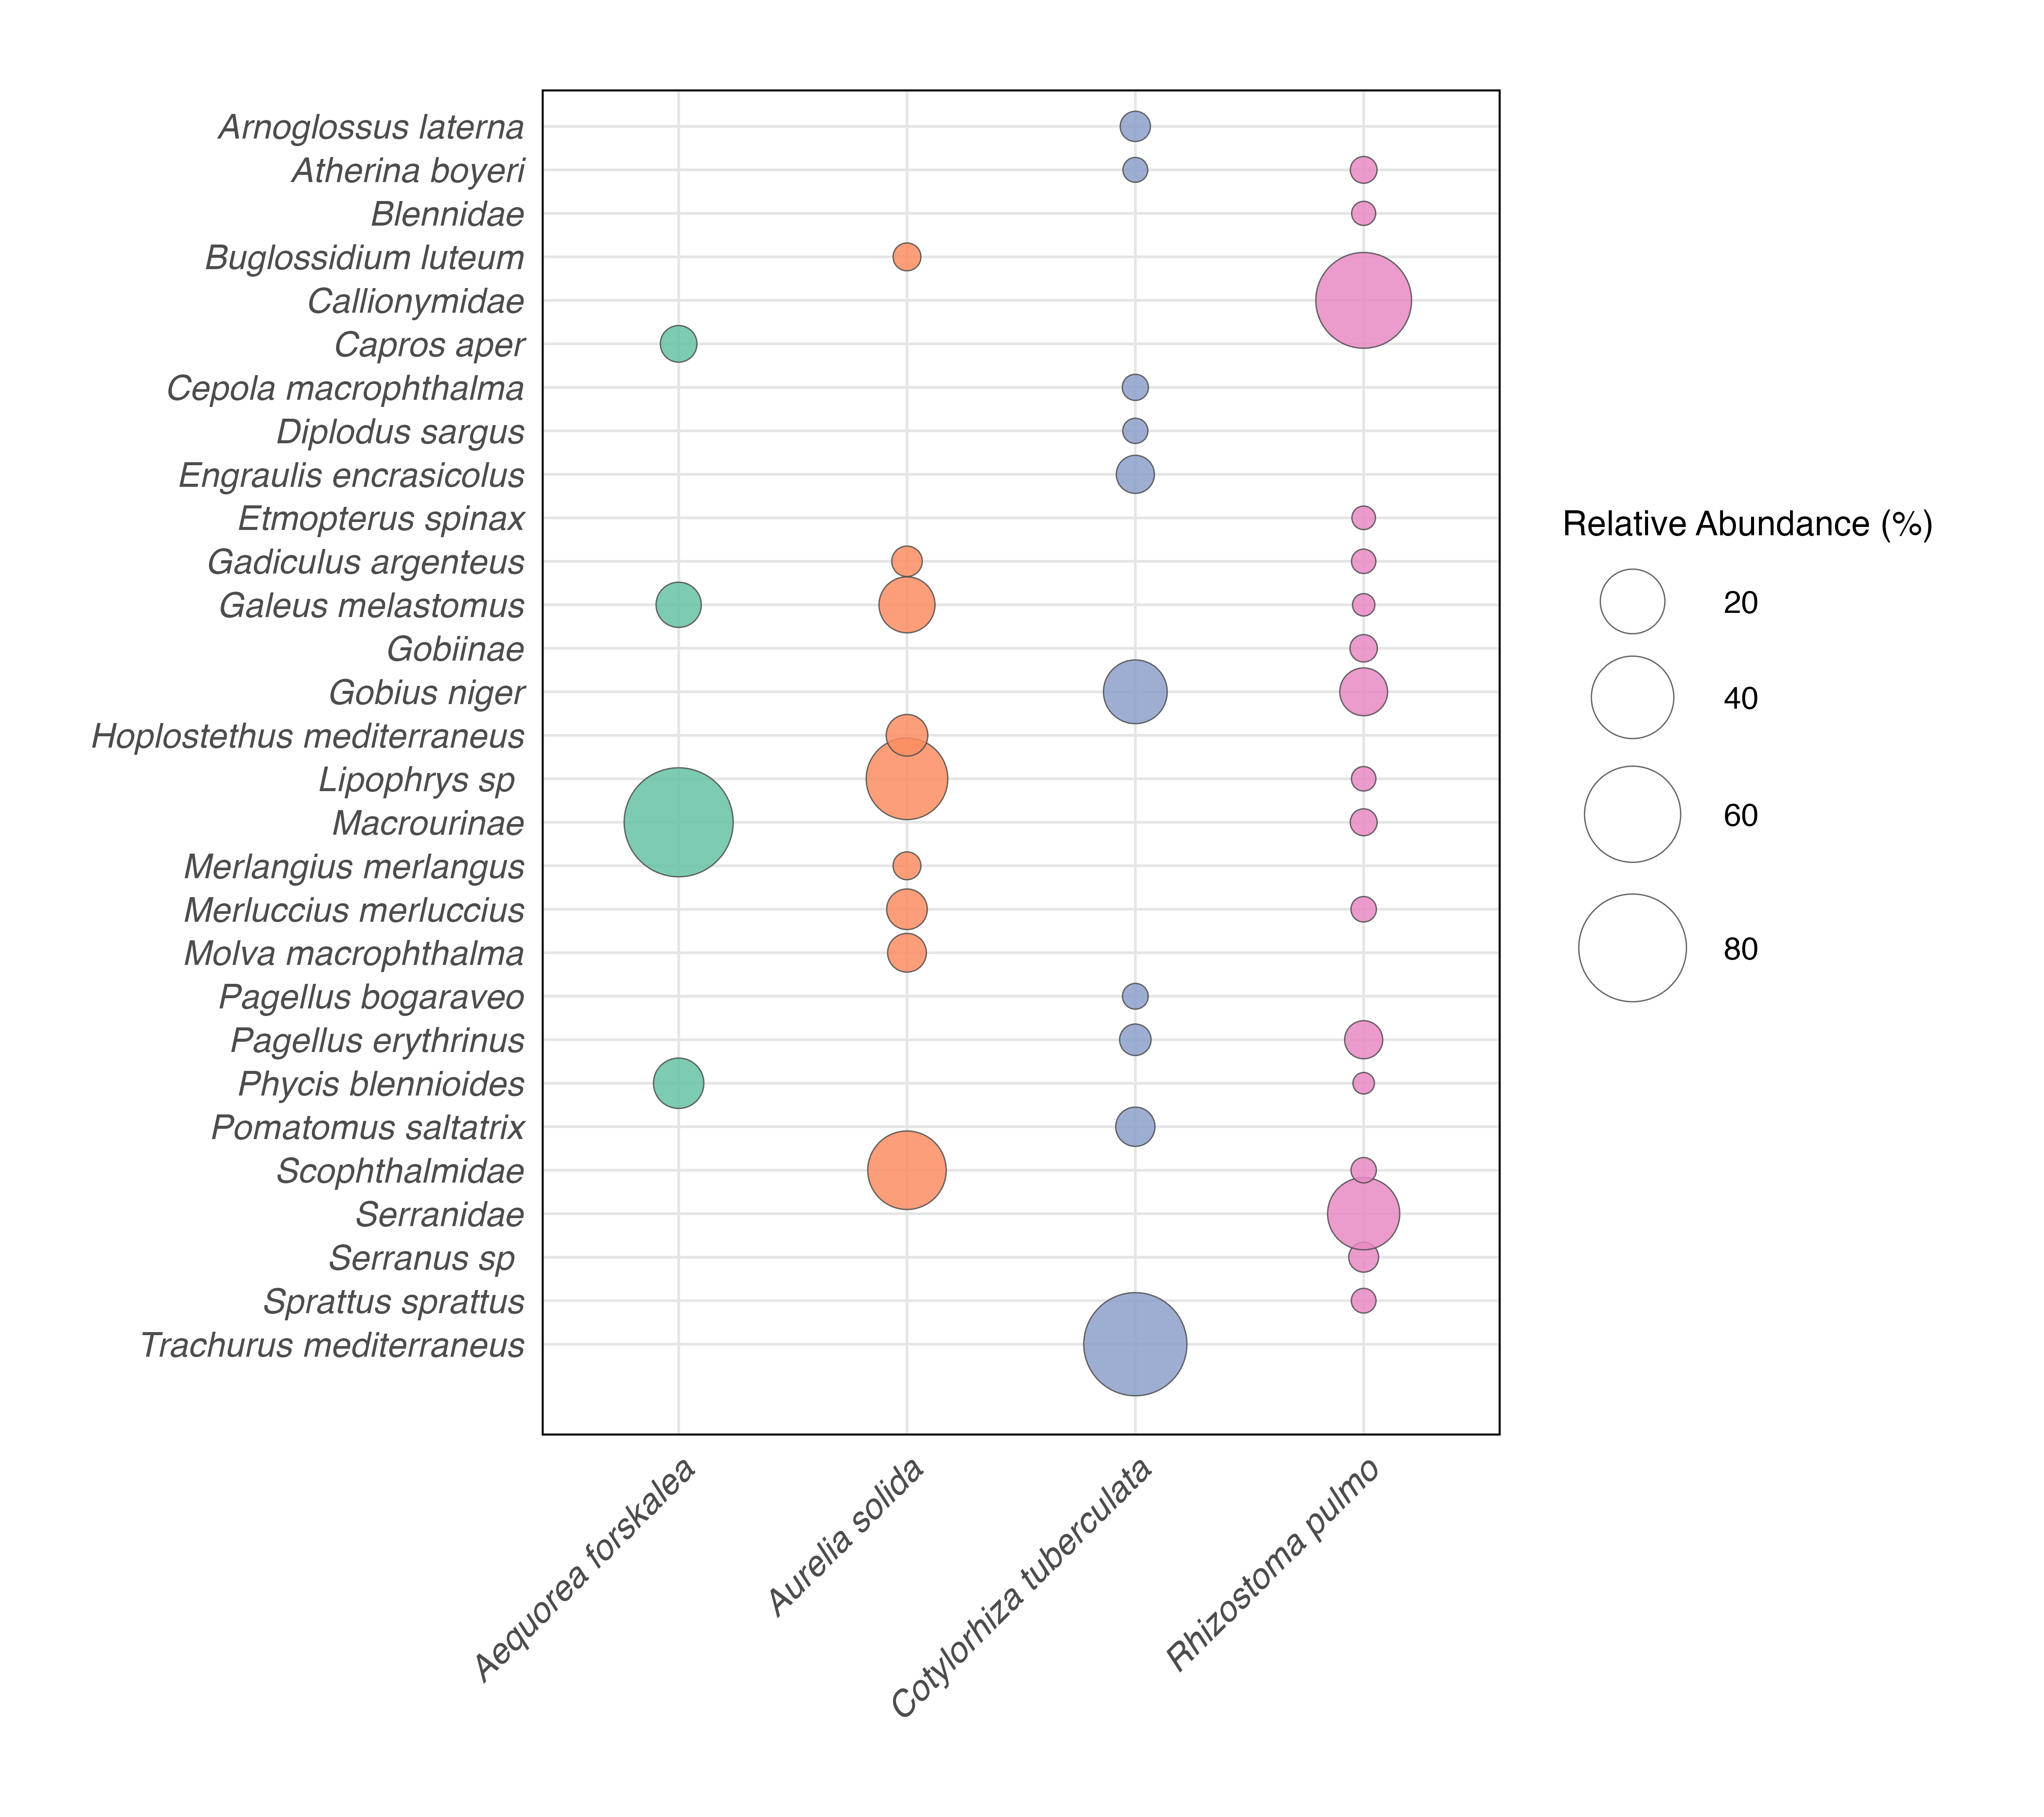 Arnoglossus laterna
Atherina boyeri
Blennidae
Buglossidium luteum
Callionymidae
Capros aper
Cepola macrophthalma
Diplodus sargus
Engraulis encrasicolus
Etmopterus spinax
Gadiculus argenteus
Galeus melastomus
Gobiinae
Gobius niger
Hoplostethus mediterraneus
Lipophrys sp
Macrourinae
Merlangius merlangus
Merluccius merluccius
Molva macrophthalma
Pagellus bogaraveo
Pagellus erythrinus
Phycis blennioides
Pomatomus saltatrix
Scophthalmidae
Serranidae
Serranus sp
Sprattus sprattus
Trachurus mediterraneus
Aequorea forskalea
Aurelia solida
Cotylorhiza tuberculata
Rhizostoma pulmo
Relative Abundance (%)
20
40
60
80